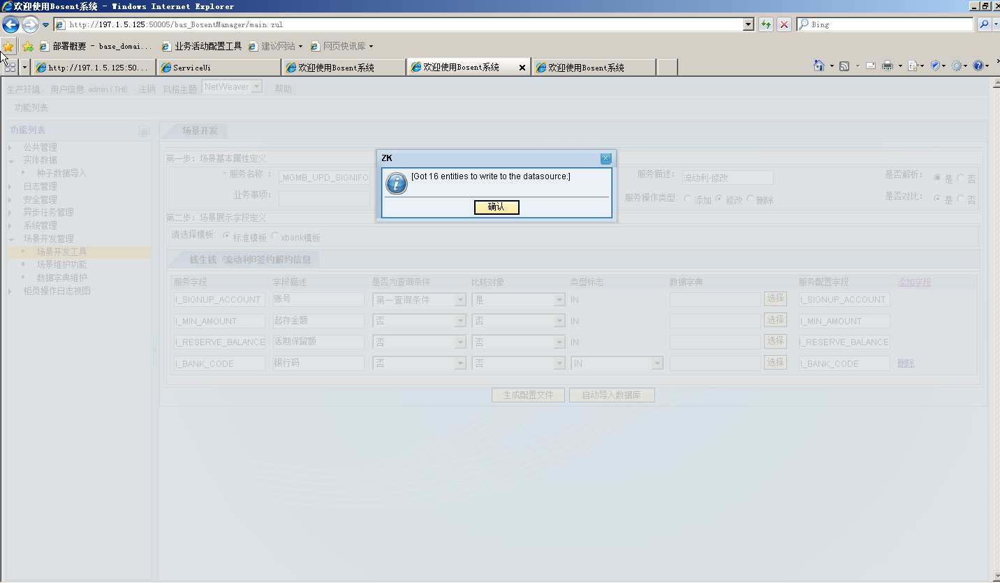 欢迎使用Bosent系统 - Windows Internet Explorer
http://197.1.5.125:50005/bas_BosentManager/main.zul
Bing
部署概要 - base_domai... 业务活动配置工具 建议网站 网页快讯库
http://197.1.5.125:50... ServiceUi 欢迎使用Bosent系统 欢迎使用Bosent系统 欢迎使用Bosent系统
生产环境 用户信息: admin / THE 注销 风格主题: NetWeaver 帮助
功能列表
功能列表
公共管理
实体数据
种子数据导入
日志管理
安全管理
异步任务管理
系统管理
场景开发管理
场景开发工具
场景维护功能
数据字典维护
柜员操作日志视图
场景开发
第一步: 场景基本属性定义
* 服务名称 : _MGMB_UPD_SIGNIFO 服务描述: 流动利-修改 是否解析: 是 否
业务事项: 服务操作类型: 添加 修改 删除 是否对比: 是 否
ZK
[Got 16 entities to write to the datasource.]
确认
第二步: 场景展示字段定义
请选择模板: 标准模板 xbank模板
钱生钱 /流动利B签约解约信息
服务字段 字段描述 是否为查询条件 比较对象 类型标志 数据字典 服务配置字段 添加字段
I_SIGNUP_ACCOUNT 账号 第一查询条件 是 IN 选择 I_SIGNUP_ACCOUNT
I_MIN_AMOUNT 起存金额 否 否 IN 选择 I_MIN_AMOUNT
I_RESERVE_BALANCE 活期保留额 否 否 IN 选择 I_RESERVE_BALANCE
I_BANK_CODE 银行码 否 否 IN 选择 I_BANK_CODE 删除
生成配置文件 自动导入数据库